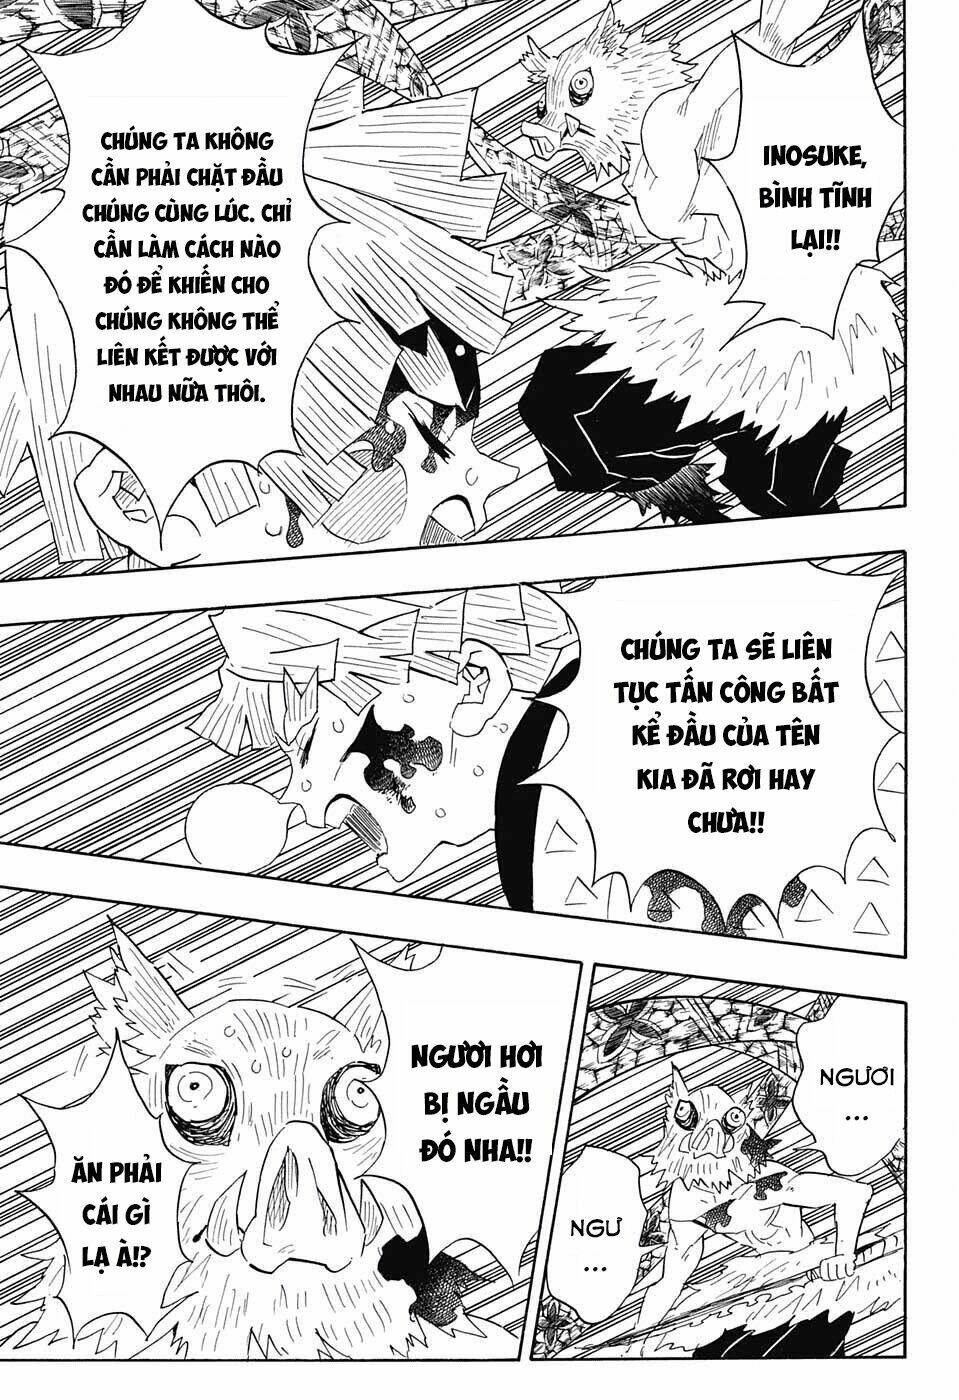 INOSUKE,
BÌNH TĨNH
LẠI!!
CHÚNG TA KHÔNG
CẦN PHẢI CHẶT ĐẦU
CHÚNG CÙNG LÚC. CHỈ
CẦN LÀM CÁCH NÀO
ĐÓ ĐỂ KHIẾN CHO
CHÚNG KHÔNG THỂ
LIÊN KẾT ĐƯỢC VỚI
NHAU NỮA THÔI.
CHÚNG TA SẼ LIÊN
TỤC TẤN CÔNG BẤT
KỂ ĐẦU CỦA TÊN
KIA ĐÃ RƠI HAY
CHƯA!!
NGƯƠI
...
NGƯ
...
NGƯƠI HƠI
BỊ NGẦU
ĐÓ NHA!!
ĂN PHẢI
CÁI GÌ
LẠ À!?